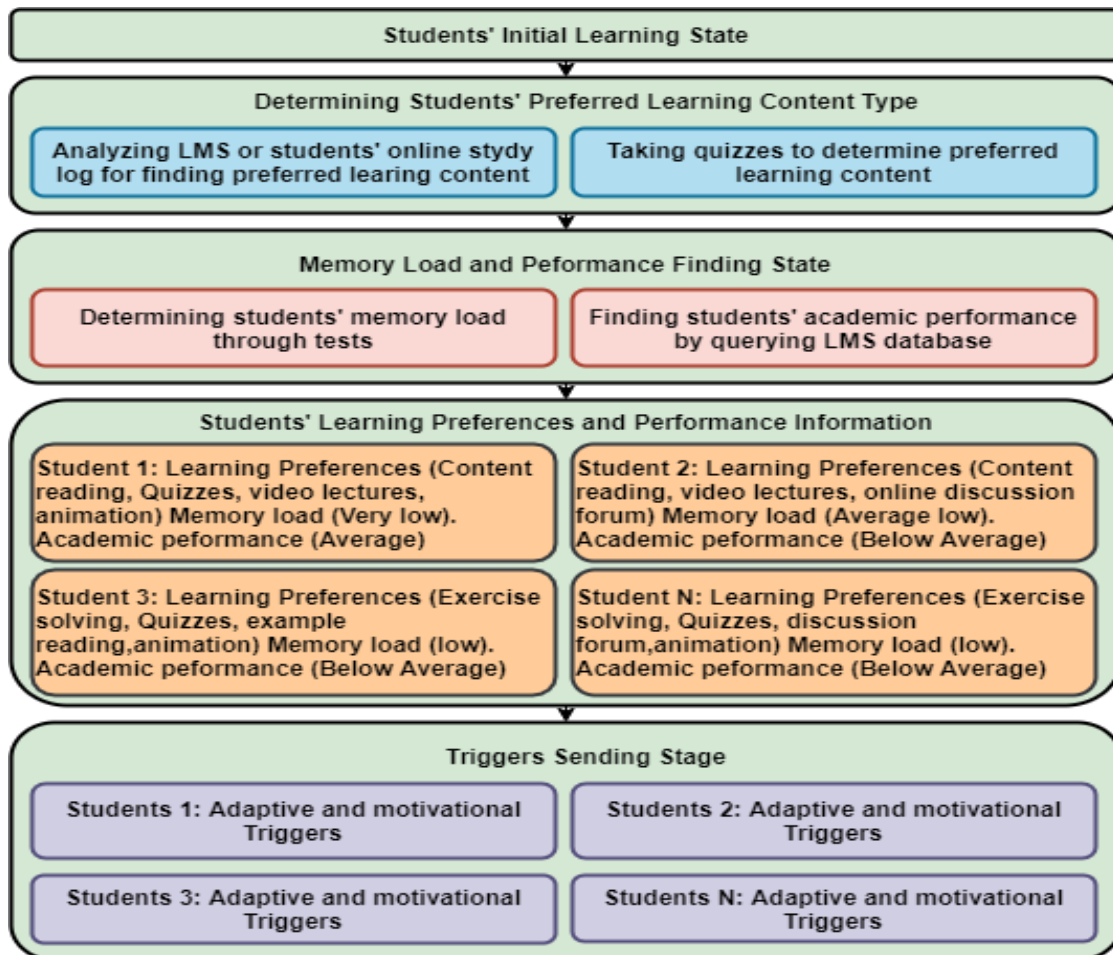 Students' Initial Learning State
Determining Students' Preferred Learning Content Type
Analyzing LMS or students' online stydy
log for finding preferred learing content
Taking quizzes to determine preferred
learning content
Memory Load and Peformance Finding State
Determining students' memory load
through tests
Finding students' academic performance
by querying LMS database
Students' Learning Preferences and Performance Information
Student 1: Learning Preferences (Content
reading, Quizzes, video lectures,
animation) Memory load (Very low).
Academic peformance (Average)
Student 2: Learning Preferences (Content
reading, video lectures, online discussion
forum) Memory load (Average low).
Academic peformance (Below Average)
Student 3: Learning Preferences (Exercise
solving, Quizzes, example
reading,animation) Memory load (low).
Academic peformance (Below Average)
Student N: Learning Preferences (Exercise
solving, Quizzes, discussion
forum,animation) Memory load (low).
Academic peformance (Below Average)
Triggers Sending Stage
Students 1: Adaptive and motivational
Triggers
Students 2: Adaptive and motivational
Triggers
Students 3: Adaptive and motivational
Triggers
Students N: Adaptive and motivational
Triggers